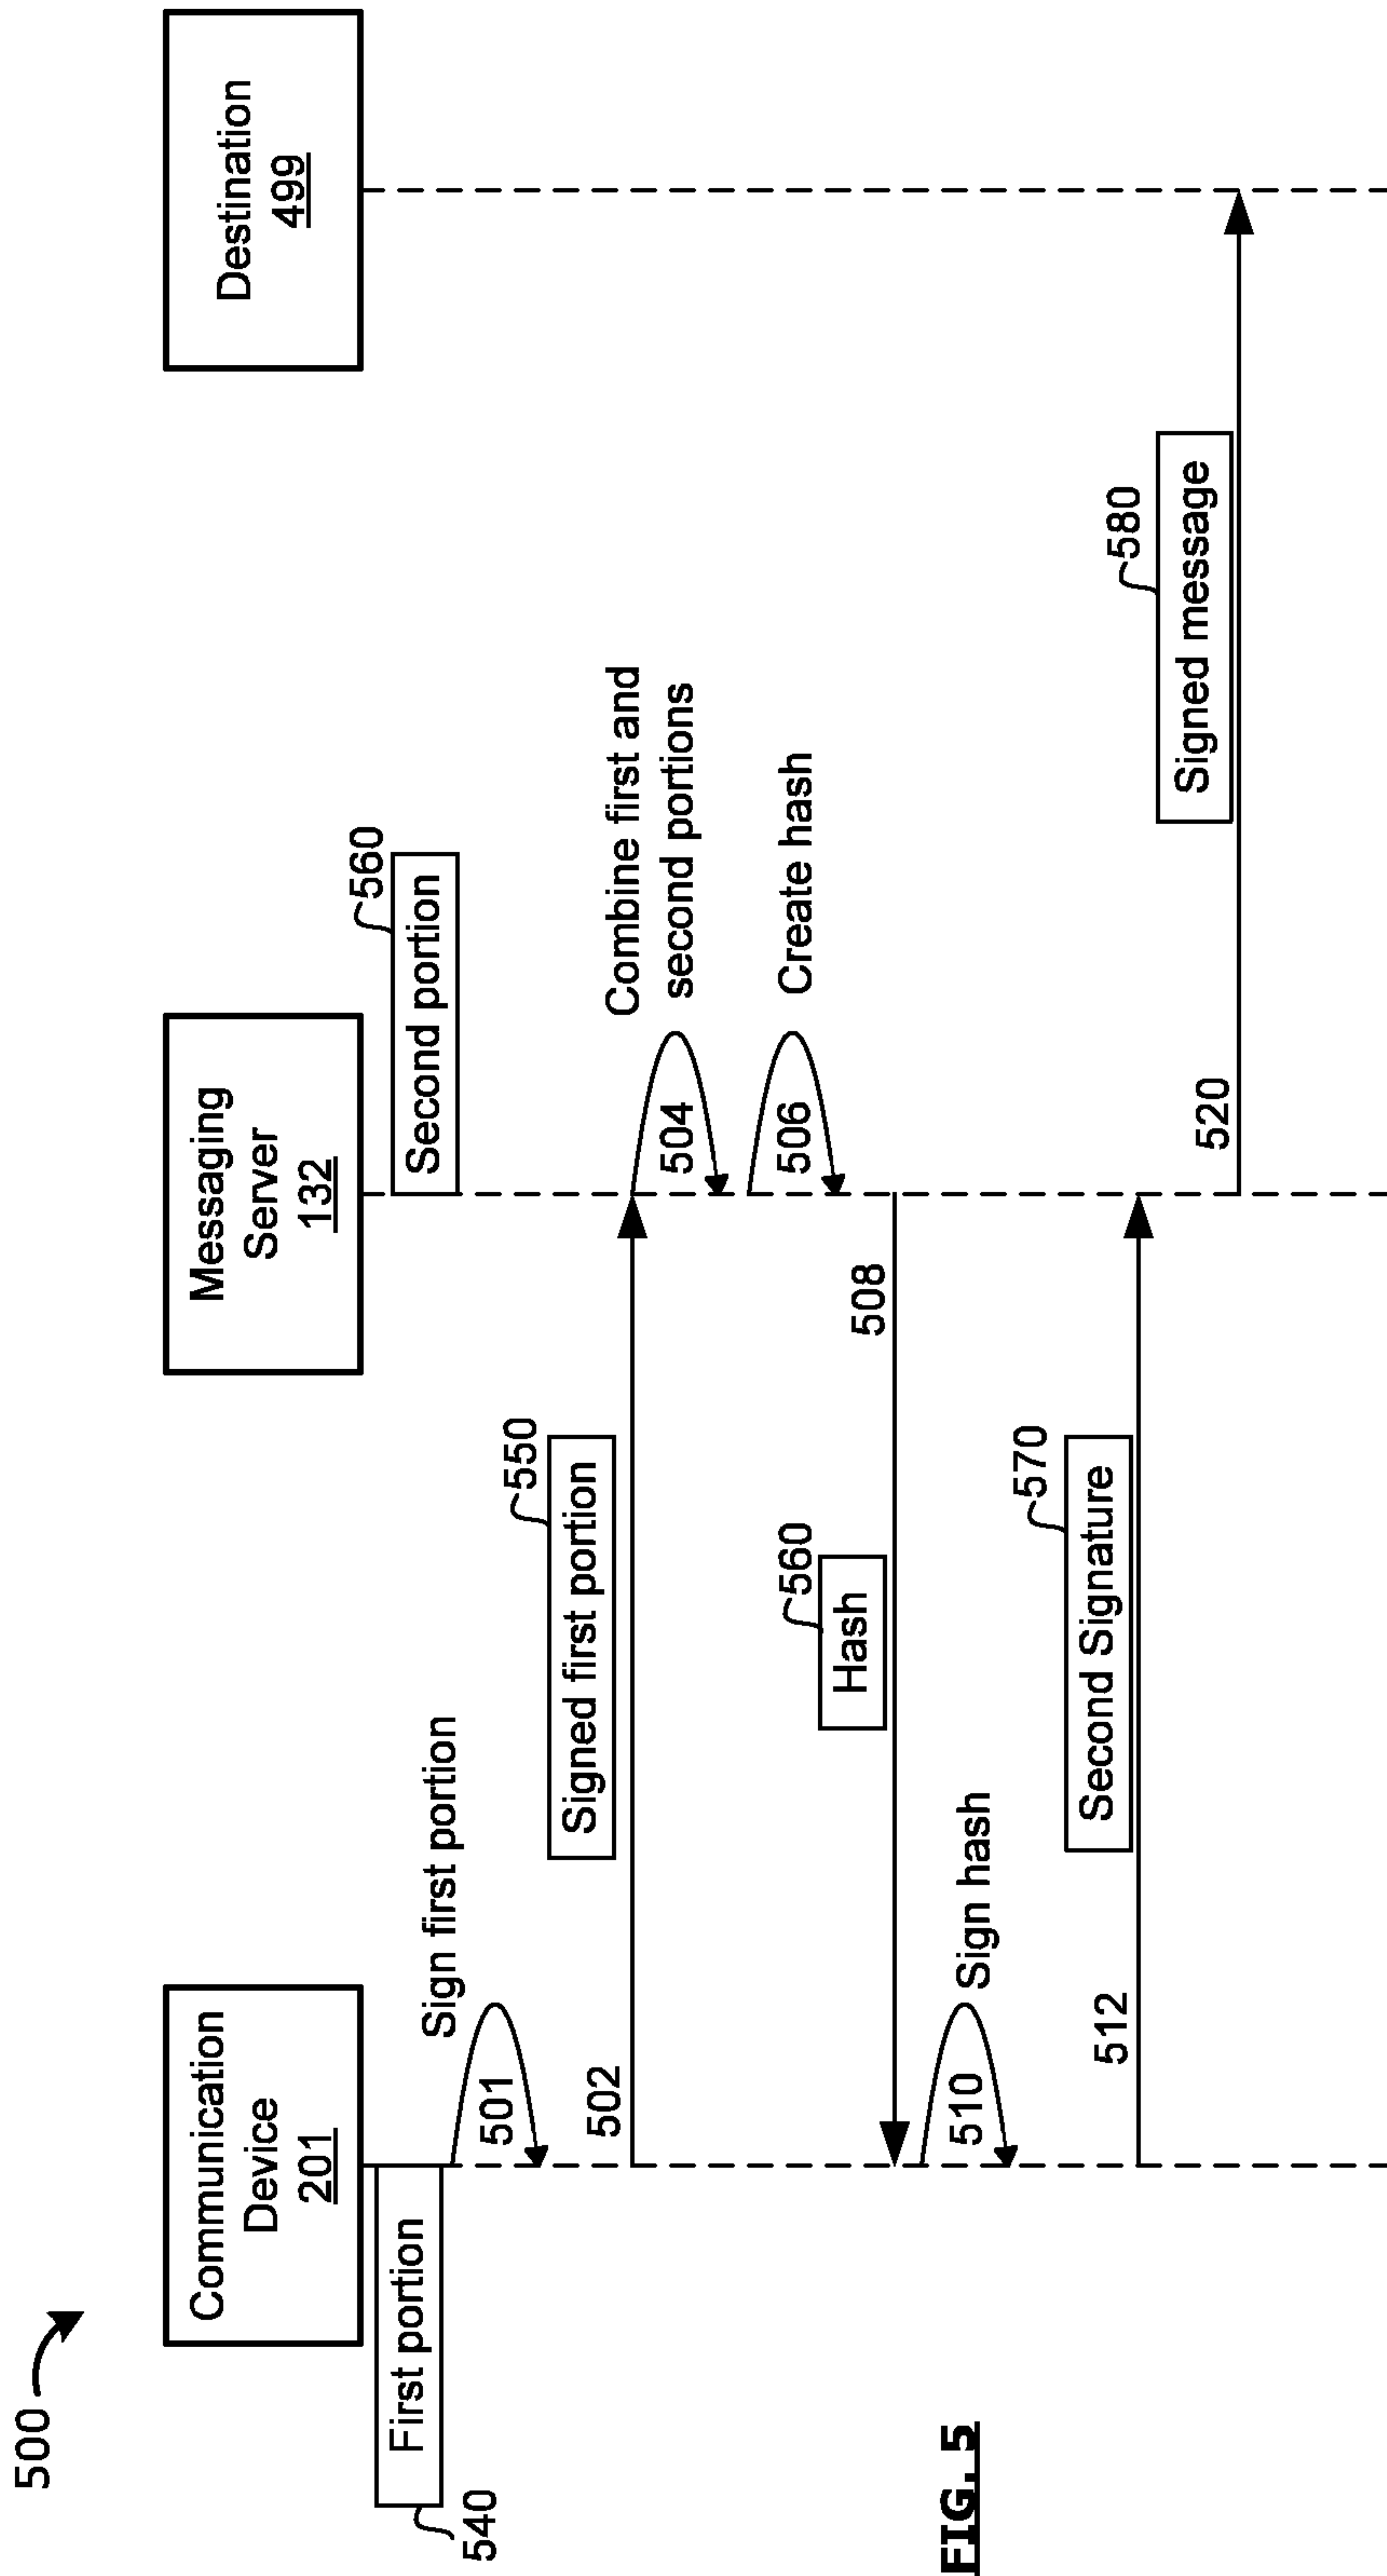 500
Communication
Device
201
Messaging
Server
132
Destination
499
First portion
540
Second portion
560
Sign first portion
501
Signed first portion
550
502
Combine first and
second portions
504
Create hash
506
Hash
560
508
Sign hash
510
Second Signature
570
512
Signed message
580
520
FIG. 5